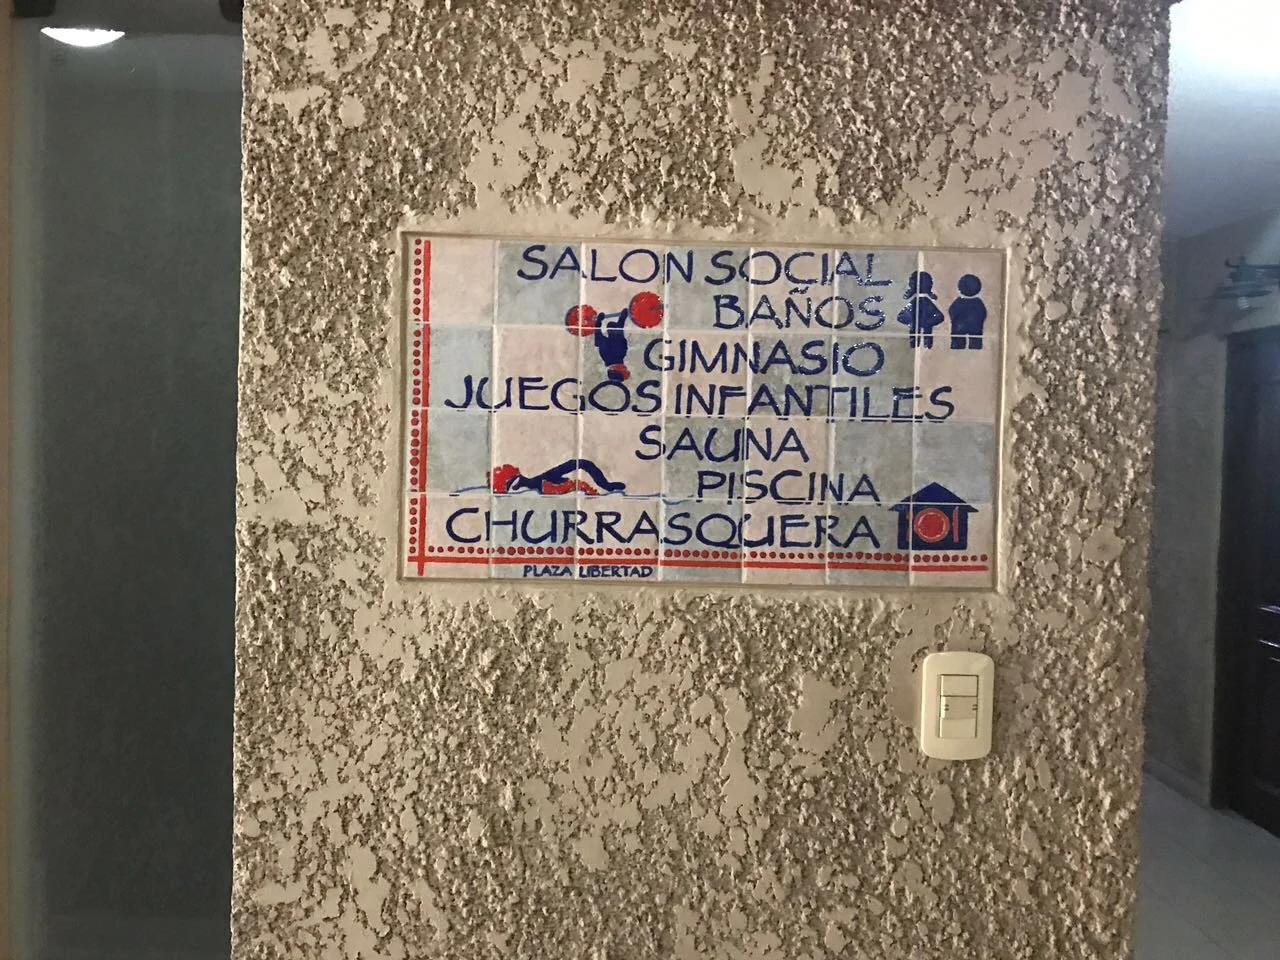 SALON SOCIAL
BAÑOS
GIMNASIO
JUEGOS INFANTILES
SAUNA
PISCINA
CHURRASQUERA
PLAZA LIBERTAD